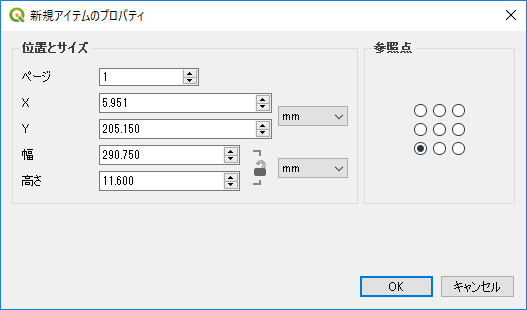 新規アイテムのプロパティ
位置とサイズ
参照点
ページ 1
X 5.951
mm
Y 205.150
幅 290.750
mm
高さ 11.600
OK キャンセル